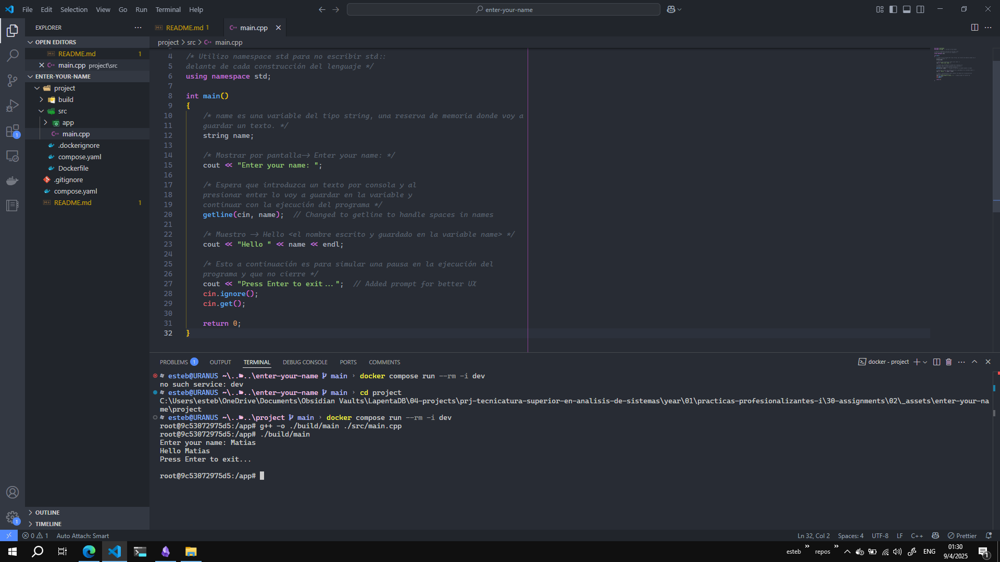 File Edit Selection View Go Run Terminal Help
enter-your-name
EXPLORER
OPEN EDITORS
README.md 1
main.cpp project\src
ENTER-YOUR-NAME
project
build
src
app
main.cpp
.dockerignore
compose.yaml
Dockerfile
.gitignore
compose.yaml
README.md 1
OUTLINE
TIMELINE
1
1
README.md 1
main.cpp
project > src > main.cpp
4 /* Utilizo namespace std para no escribir std::
5 delante de cada construcción del lenguaje */
6 using namespace std;
7
8 int main()
9 {
10 /* name es una variable del tipo string, una reserva de memoria donde voy a
11 guardar un texto. */
12 string name;
13
14 /* Mostrar por pantalla-> Enter your name: */
15 cout << "Enter your name: ";
16
17 /* Espera que introduzca un texto por consola y al
18 presionar enter lo voy a guardar en la variable y
19 continuar con la ejecución del programa */
20 getline(cin, name); // Changed to getline to handle spaces in names
21
22 /* Muestro -> Hello <el nombre escrito y guardado en la variable name> */
23 cout << "Hello " << name << endl;
24
25 /* Esto a continuación es para simular una pausa en la ejecución del
26 programa y que no cierre */
27 cout << "Press Enter to exit..."; // Added prompt for better UX
28 cin.ignore();
29 cin.get();
30
31 return 0;
32 }
PROBLEMS 1 OUTPUT TERMINAL DEBUG CONSOLE PORTS COMMENTS
docker - project
esteb@URANUS ~\..\..\enter-your-name main › docker compose run --rm -i dev
no such service: dev
esteb@URANUS ~\..\..\enter-your-name main › cd project
C:\Users\esteb\OneDrive\Documents\Obsidian Vaults\LapentaDB\04-projects\prj-tecnicatura-superior-en-analisis-de-sistemas\year\01\practicas-profesionalizantes-i\30-assignments\02\_assets\enter-your-na
me\project
esteb@URANUS ~\..\..\project main › docker compose run --rm -i dev
root@9c53072975d5:/app# g++ -o ./build/main ./src/main.cpp
root@9c53072975d5:/app# ./build/main
Enter your name: Matias
Hello Matias
Press Enter to exit...
root@9c53072975d5:/app#
0 1 Auto Attach: Smart
Ln 32, Col 2 Spaces: 4 UTF-8 LF C++ Prettier
esteb » repos » ENG
01:30
9/4/2025
1